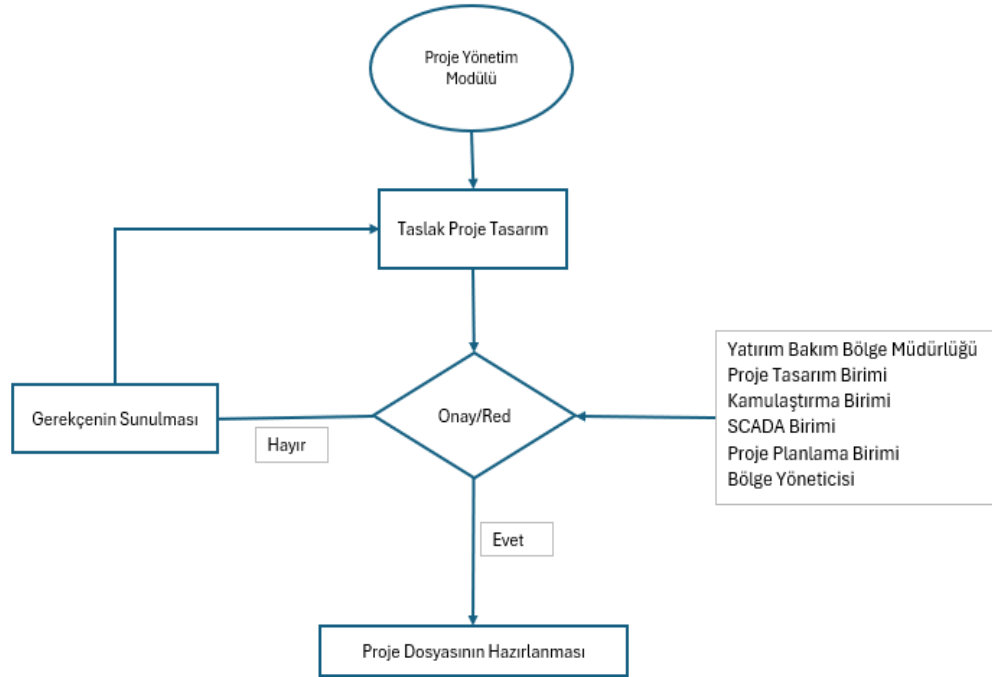 Proje Yönetim
Modülü
Taslak Proje Tasarım
Yatırım Bakım Bölge Müdürlüğü
Proje Tasarım Birimi
Kamulaştırma Birimi
SCADA Birimi
Proje Planlama Birimi
Bölge Yöneticisi
Onay/Red
Gerekçenin Sunulması
Hayır
Evet
Proje Dosyasının Hazırlanması